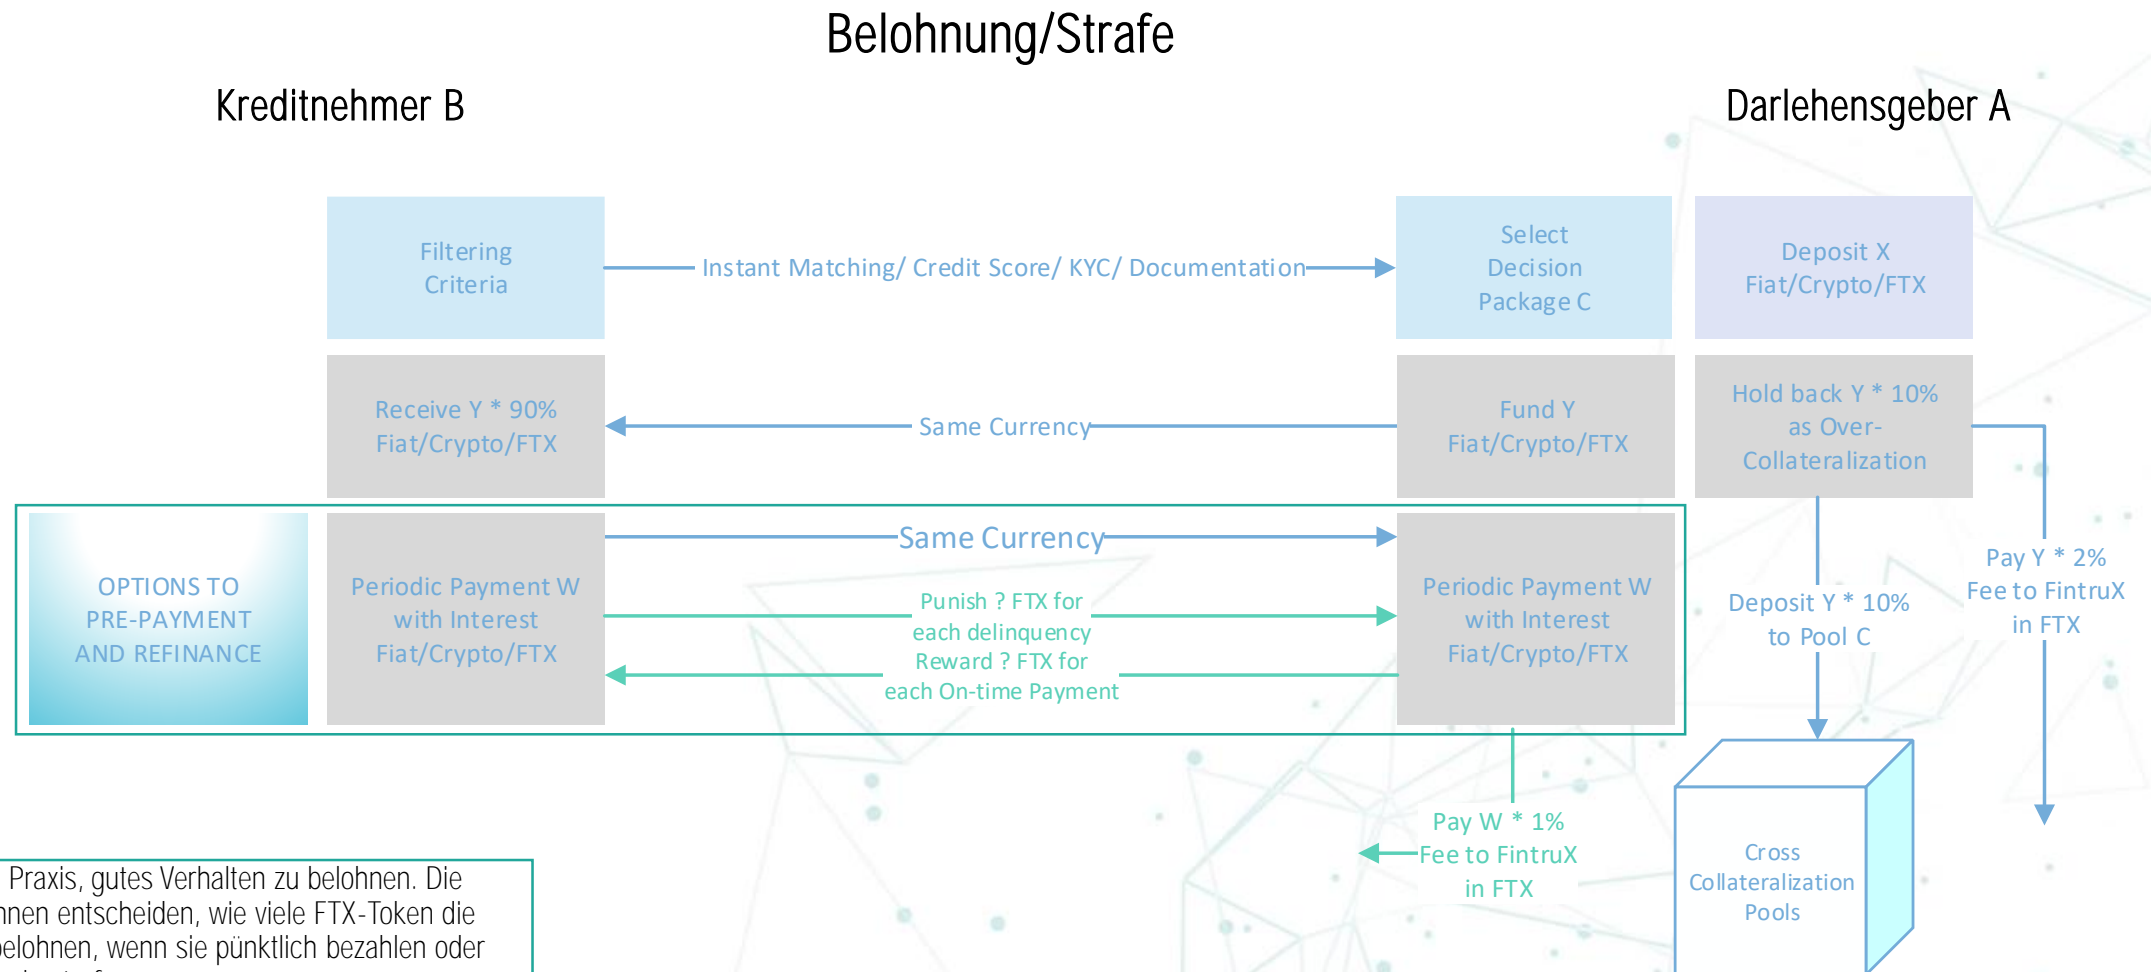 Belohnung/Strafe
Kreditnehmer B
Darlehensgeber A
Filtering
Criteria
Instant Matching/ Credit Score/ KYC/ Documentation
Select
Decision
Package C
Deposit X
Fiat/Crypto/FTX
Receive Y * 90%
Fiat/Crypto/FTX
Same Currency
Fund Y
Fiat/Crypto/FTX
Hold back Y * 10%
as Over-
Collateralization
OPTIONS TO
PRE-PAYMENT
AND REFINANCE
Periodic Payment W
with Interest
Fiat/Crypto/FTX
Same Currency
Punish ? FTX for
each delinquency
Reward ? FTX for
each On-time Payment
Periodic Payment W
with Interest
Fiat/Crypto/FTX
Deposit Y * 10%
to Pool C
Pay Y * 2%
Fee to FintruX
in FTX
Pay W * 1%
Fee to FintruX
in FTX
Cross
Collateralization
Pools
Praxis, gutes Verhalten zu belohnen. Die
nnen entscheiden, wie viele FTX-Token die
belohnen, wenn sie pünktlich bezahlen oder